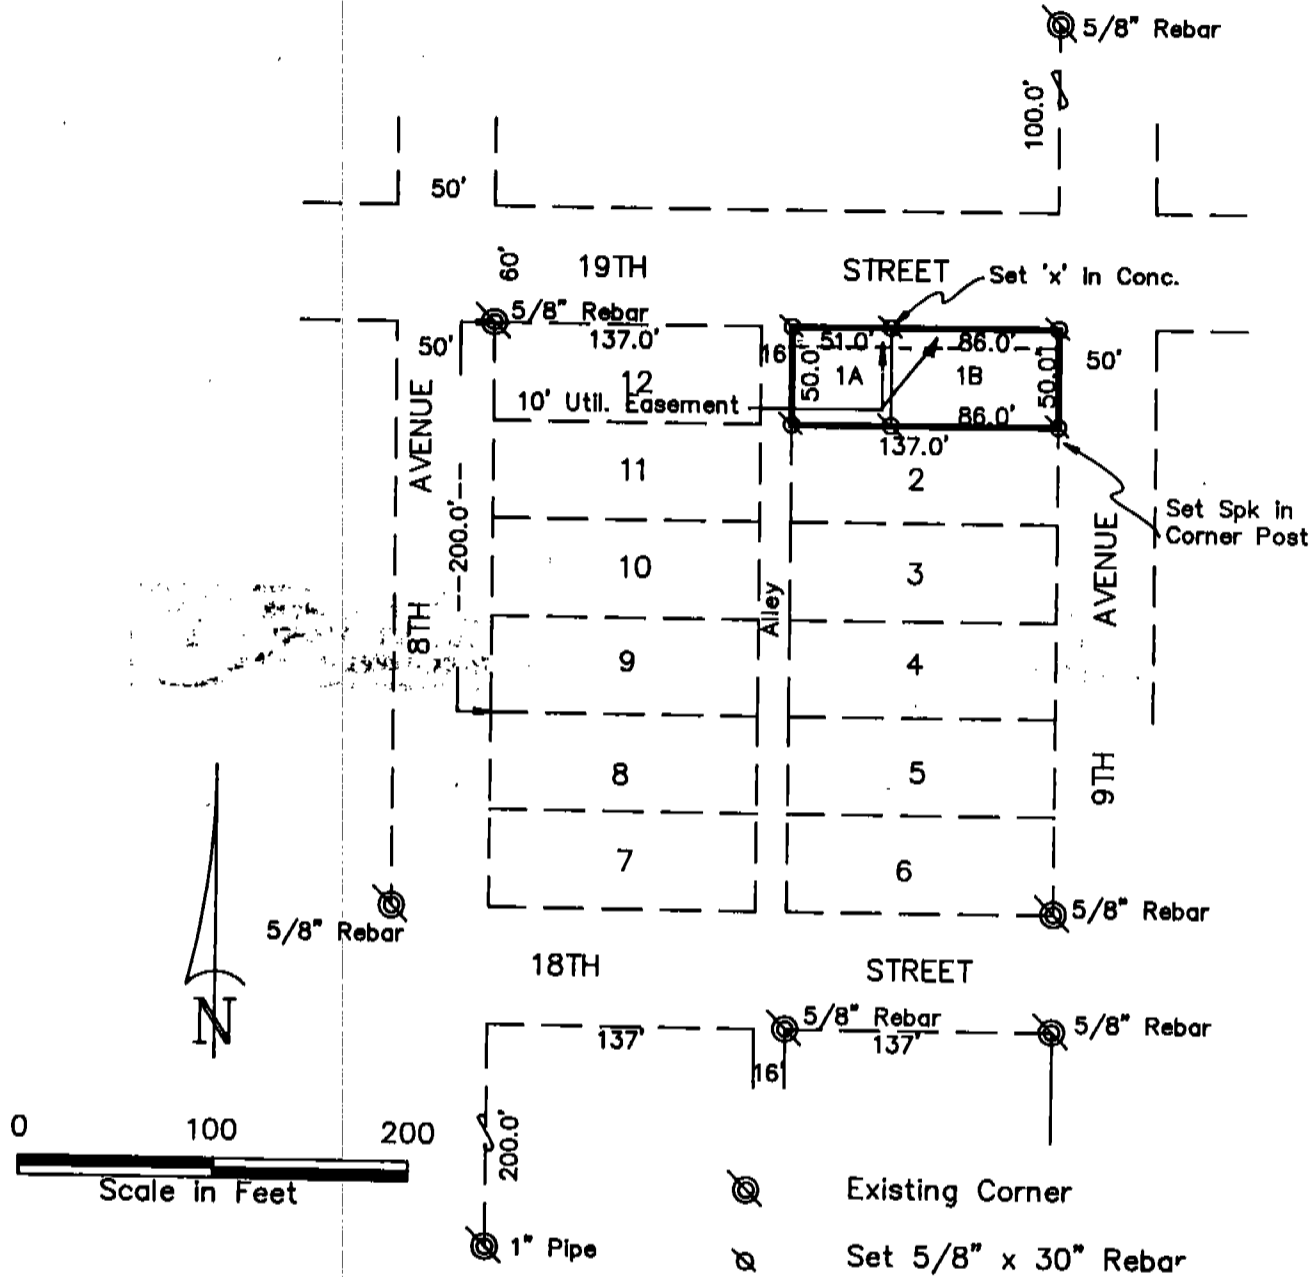 5/8" Rebar
100.0'
50'
60'
19TH STREET
Set 'x' in Conc.
5/8" Rebar
137.0'
50'
16'
51.0'
86.0'
50'
12
50.0'
1A
1B
50.0'
10' Util. Easement
86.0'
137.0'
8TH AVENUE
11
2
200.0'
Set Spk in
Corner Post
10
3
Alley
9TH AVENUE
9
4
8
5
7
6
5/8" Rebar
5/8" Rebar
18TH STREET
N
5/8" Rebar
5/8" Rebar
137'
137'
16'
0 100 200
Scale in Feet
200.0'
Existing Corner
1" Pipe
Set 5/8" x 30" Rebar